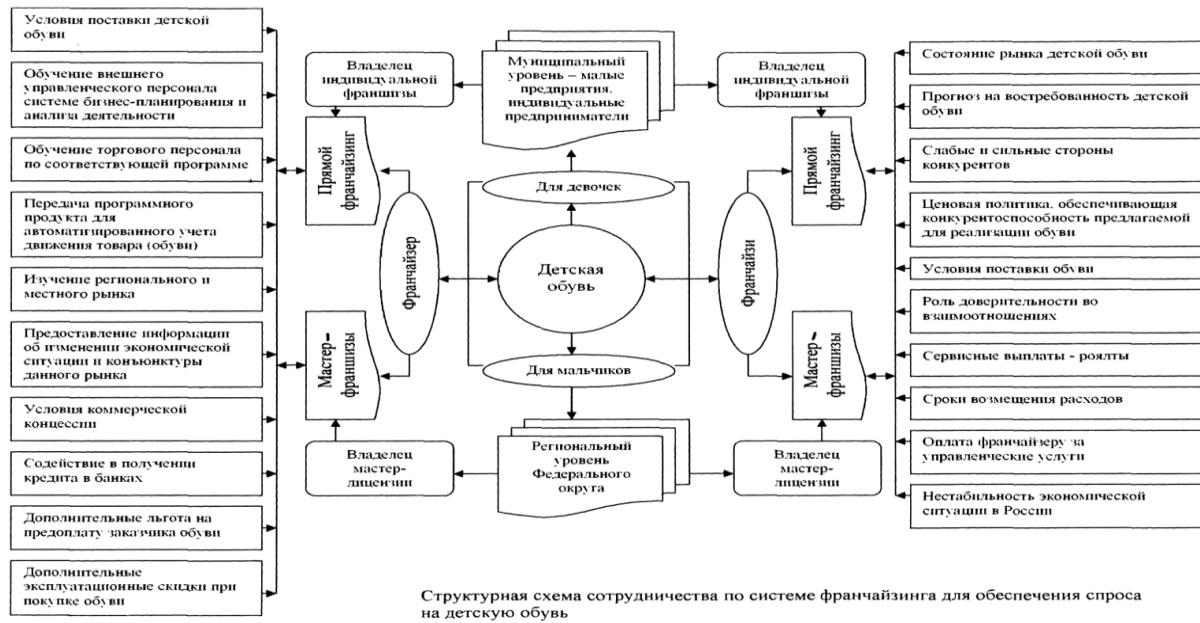 Условия поставки детской
обуви
Обучение внешнего
управленческого персонала
системе бизнес-планирования и
анализа деятельности
Обучение торгового персонала
по соответствующей программе
Передача программного
продукта для
автоматизированного учета
движения товара (обуви)
Изучение регионального и
местного рынка
Предоставление информации
об изменении экономической
ситуации и конъюнктуры
данного рынка
Условия коммерческой
концессии
Содействие в получении
кредита в банках
Дополнительные льгота на
предоплату заказчика обуви
Дополнительные
эксплуатационные скидки при
покупке обуви
Владелец
индивидуальной
франшизы
Прямой
франчайзинг
Франчайзер
Мастер-
франшизы
Владелец
мастер-
лицензии
Муниципальный
уровень – малые
предприятия,
индивидуальные
предприниматели
Для девочек
Детская
обувь
Для мальчиков
Региональный
уровень
Федерального
округа
Владелец
индивидуальной
франшизы
Прямой
франчайзинг
Франчайзи
Мастер-
франшизы
Владелец
мастер-
лицензии
Состояние рынка детской обуви
Прогноз на востребованность детской
обуви
Слабые и сильные стороны
конкурентов
Ценовая политика, обеспечивающая
конкурентоспособность предлагаемой
для реализации обуви
Условия поставки обуви
Роль доверительности во
взаимоотношениях
Сервисные выплаты - роялты
Сроки возмещения расходов
Оплата франчайзеру за
управленческие услуги
Нестабильность экономической
ситуации в России
Структурная схема сотрудничества по системе франчайзинга для обеспечения спроса
на детскую обувь